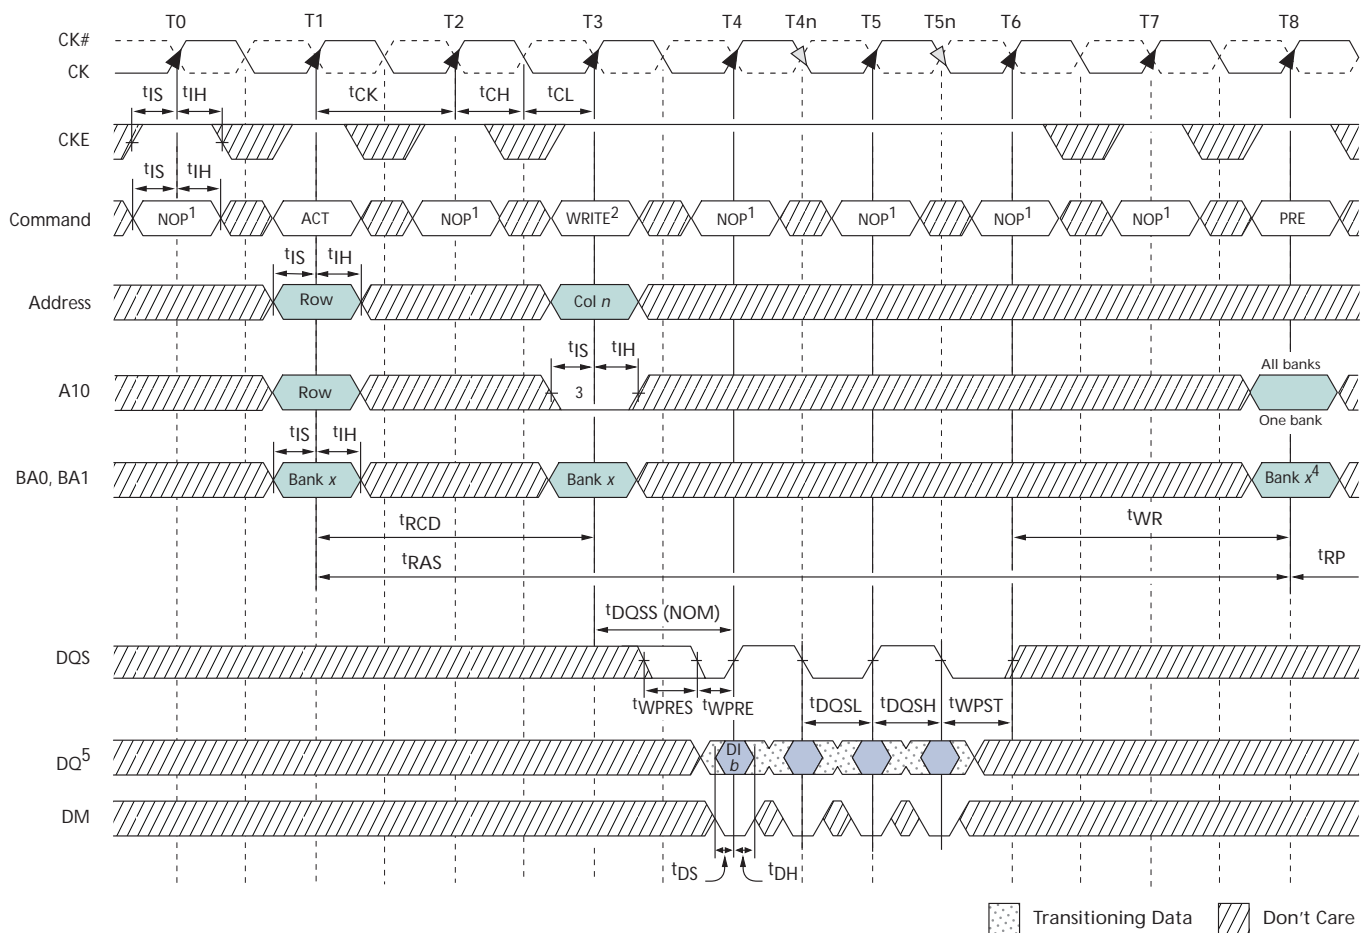 T0 T1 T2 T3 T4 T4n T5 T5n T6 T7 T8
CK#
CK
tIS tIH tCK tCH tCL
CKE
tIS tIH
Command NOP1 ACT NOP1 WRITE2 NOP1 NOP1 NOP1 NOP1 PRE
tIS tIH
Address Row Col n
tIS tIH All banks
A10 Row 3
One bank
tIS tIH
BA0, BA1 Bank x Bank x Bank x4
tRCD tWR
tRAS tRP
tDQSS (NOM)
DQS
tWPRES tWPRE tDQSL tDQSH tWPST
DQ5 DI
b
DM
tDS tDH
Transitioning Data Don't Care